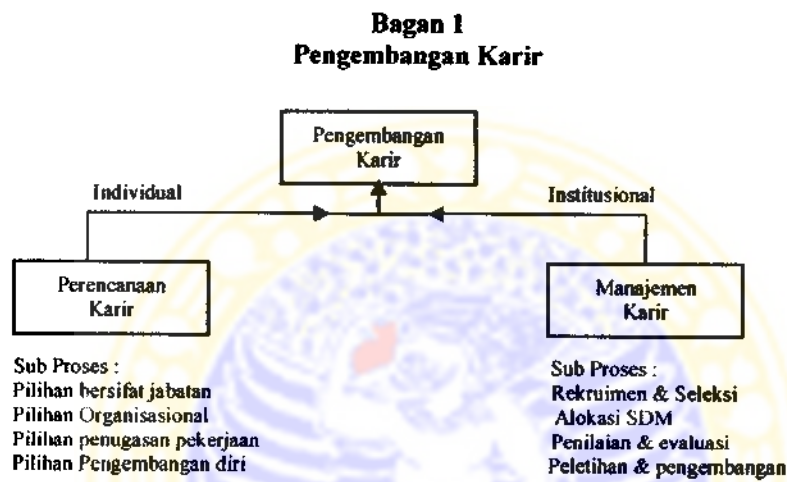 Bagan 1
Pengembangan Karir
Pengembangan
Karir
Individual
Institusional
Perencanaan
Karir
Manajemen
Karir
Sub Proses :
Pilihan bersifat jabatan
Pilihan Organisasional
Pilihan penugasan pekerjaan
Pilihan Pengembangan diri
Sub Proses :
Rekruimen & Seleksi
Alokasi SDM
Penilaian & evaluasi
Peletihan & pengembangan